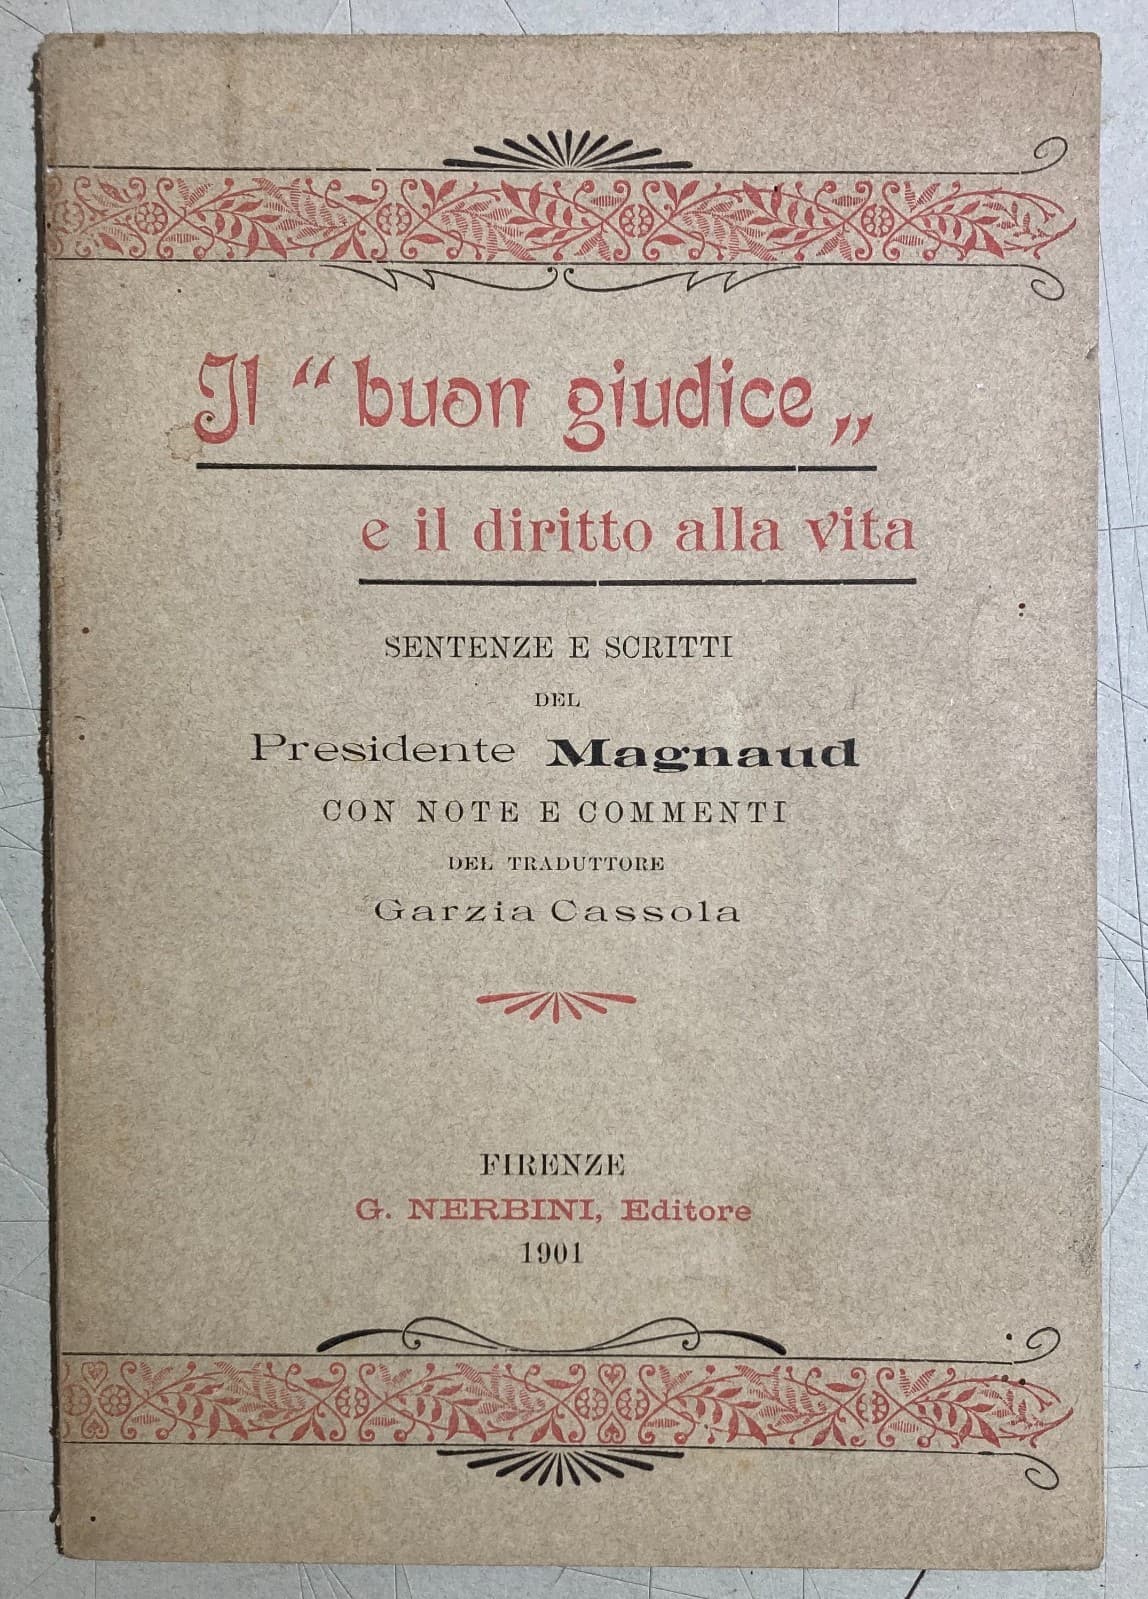 Il “ buon giudice „
e il diritto alla vita
SENTENZE E SCRITTI
DEL
Presidente Magnaud
CON NOTE E COMMENTI
DEL TRADUTTORE
Garzia Cassola
FIRENZE
G. NERBINI, Editore
1901